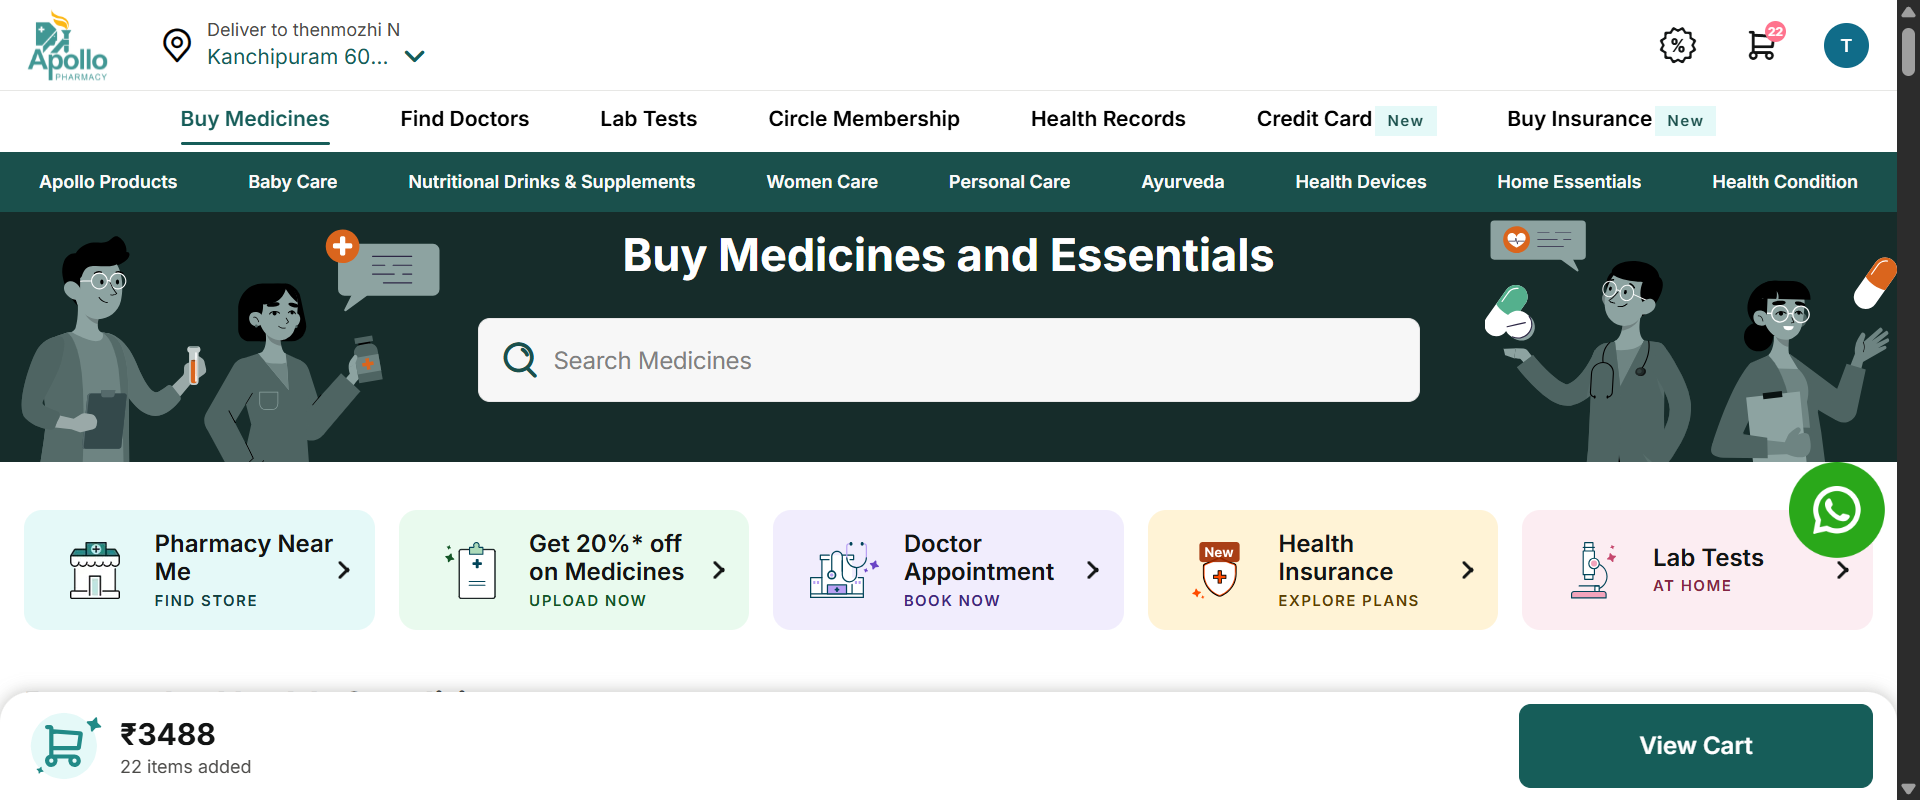 Apollo
PHARMACY
Deliver to thenmozhi N
Kanchipuram 60...
%
22
T
Buy Medicines
Find Doctors
Lab Tests
Circle Membership
Health Records
Credit Card New
Buy Insurance New
Apollo Products
Baby Care
Nutritional Drinks & Supplements
Women Care
Personal Care
Ayurveda
Health Devices
Home Essentials
Health Condition
Buy Medicines and Essentials
Search Medicines
Pharmacy Near
Me
FIND STORE
Get 20%* off
on Medicines
UPLOAD NOW
Doctor
Appointment
BOOK NOW
New
Health
Insurance
EXPLORE PLANS
Lab Tests
AT HOME
₹3488
22 items added
View Cart